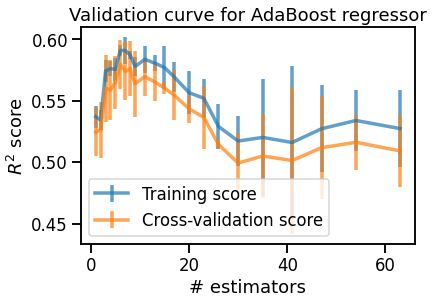 Validation curve for AdaBoost regressor
0.60
0.55
0.50
0.45
R² score
Training score
Cross-validation score
0
20
40
60
# estimators